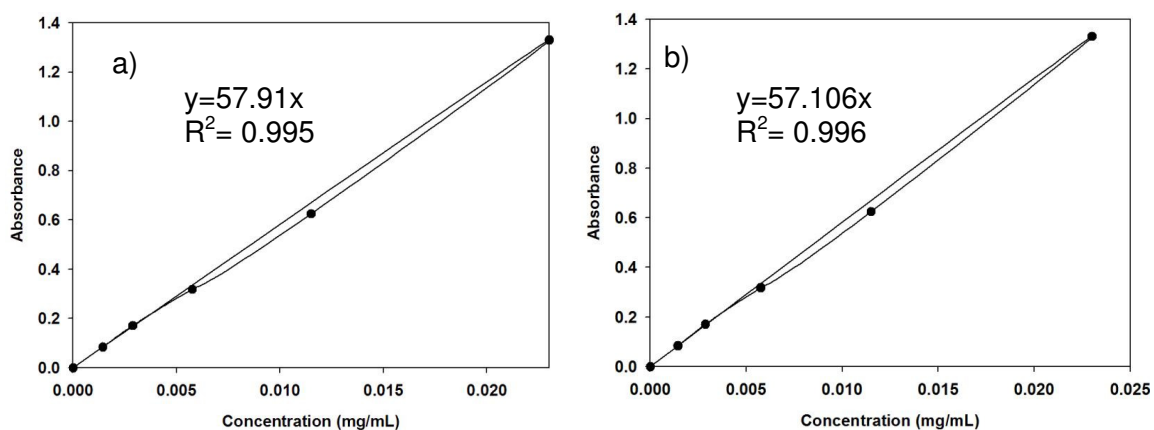 a)
y=57.91x
R²= 0.995
Absorbance
1.4
1.2
1.0
0.8
0.6
0.4
0.2
0.0
0.000 0.005 0.010 0.015 0.020
Concentration (mg/mL)
b)
y=57.106x
R²= 0.996
Absorbance
1.4
1.2
1.0
0.8
0.6
0.4
0.2
0.0
0.000 0.005 0.010 0.015 0.020 0.025
Concentration (mg/mL)